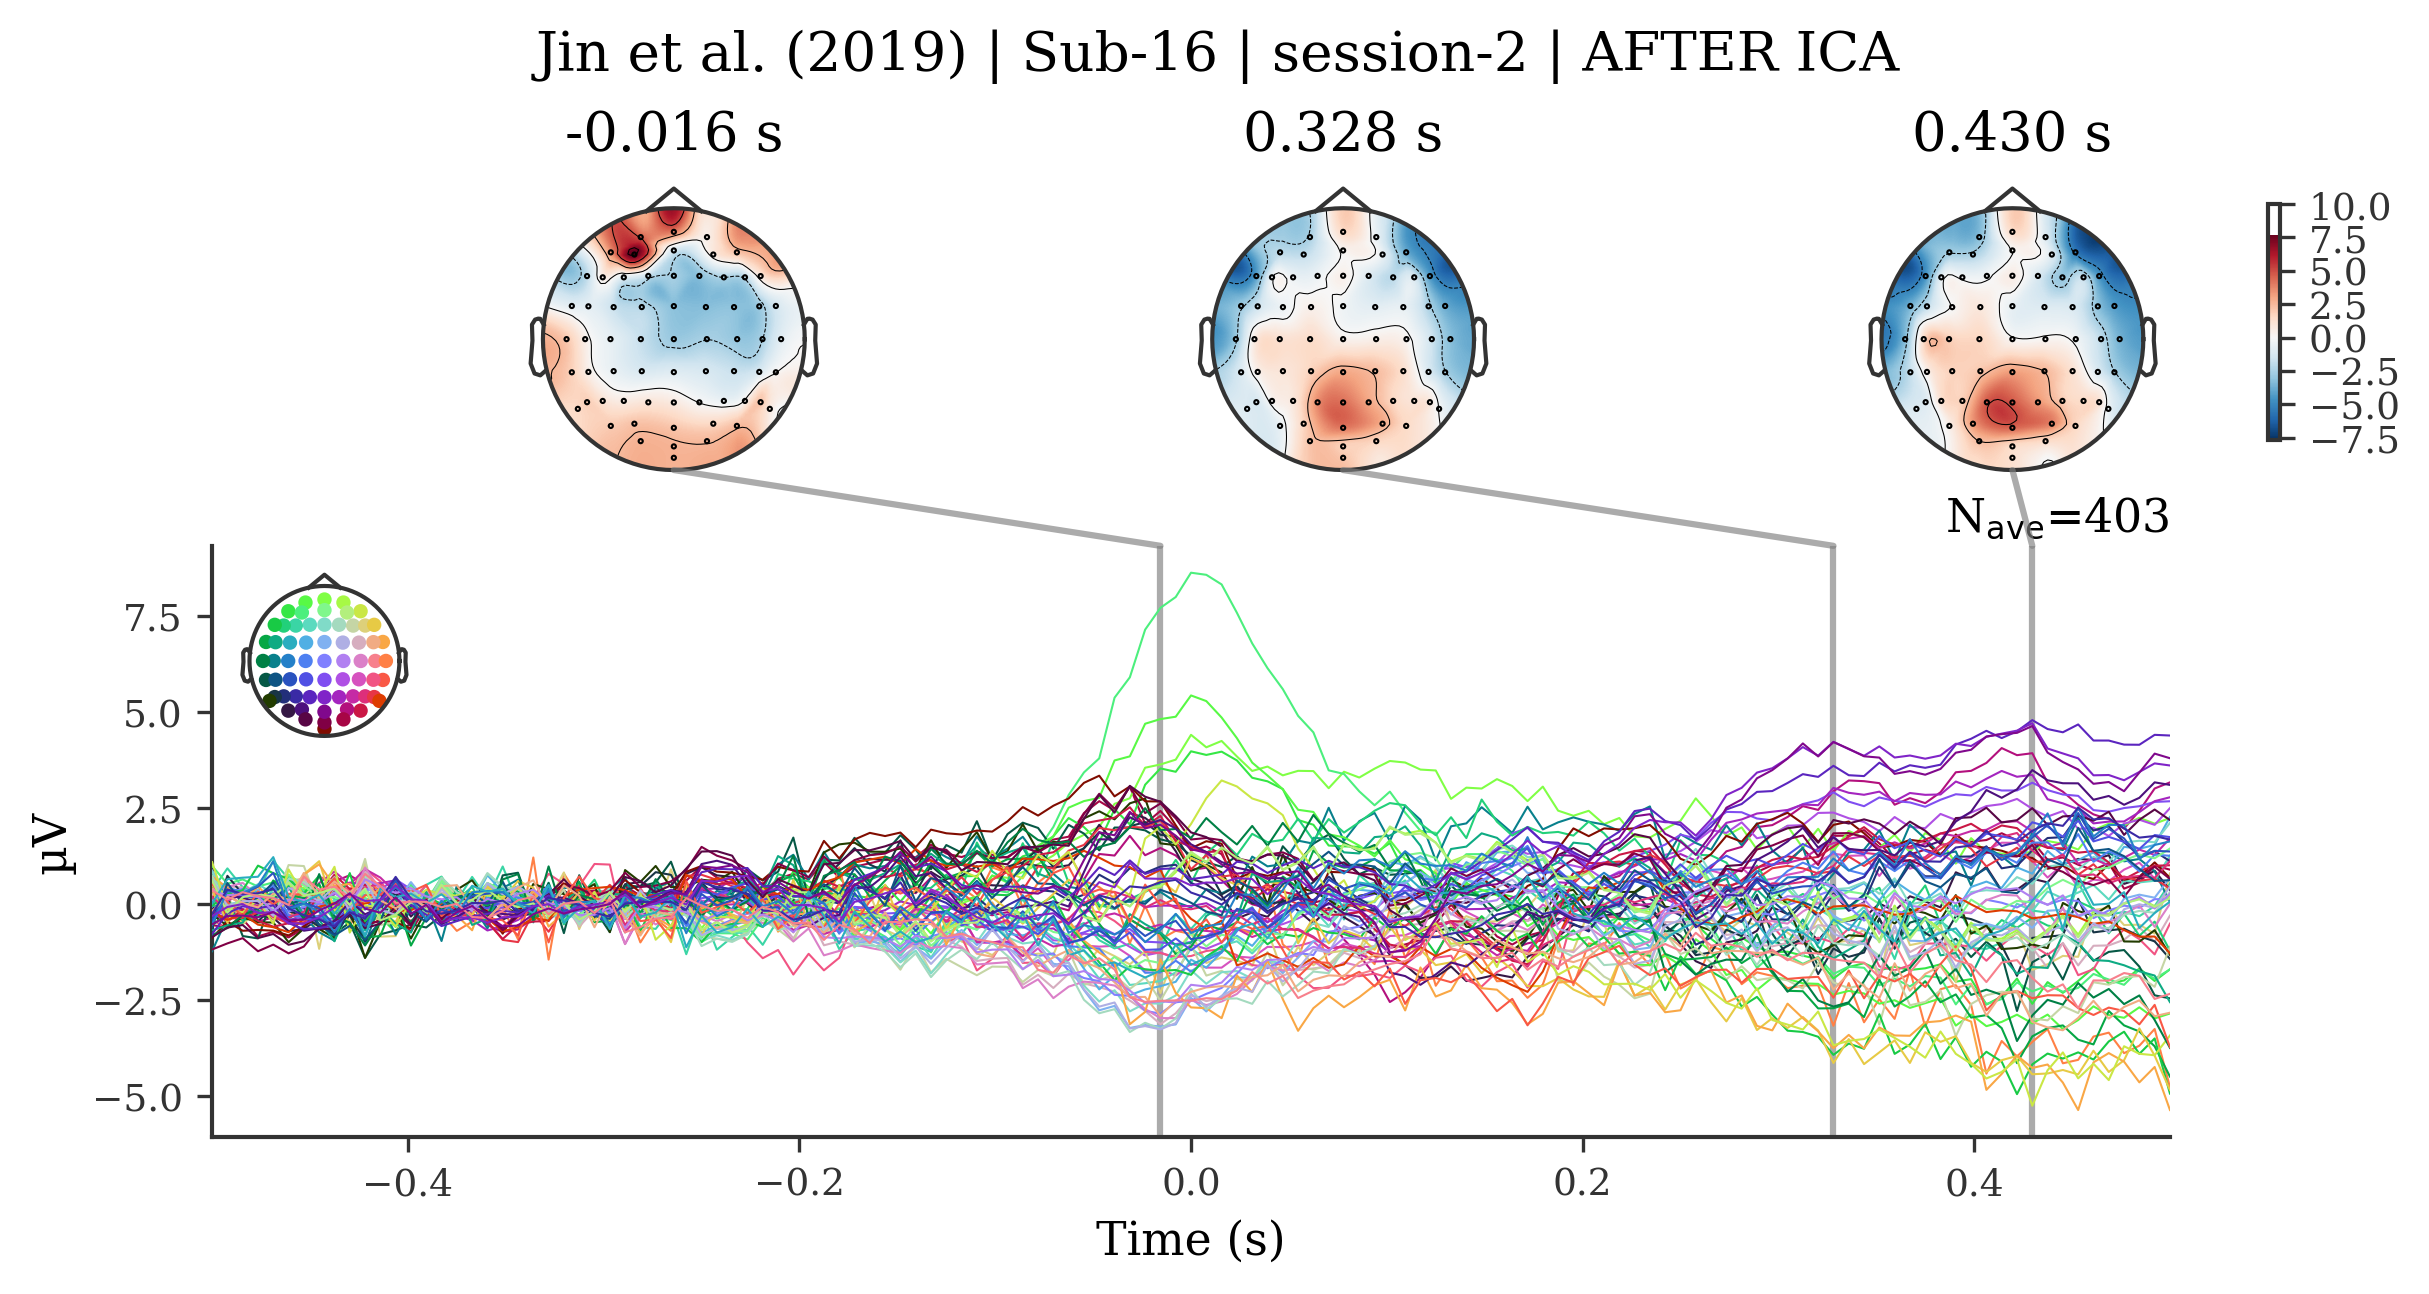 Jin et al. (2019) | Sub-16 | session-2 | AFTER ICA
-0.016 s
0.328 s
0.430 s
10.0
7.5
5.0
2.5
0.0
−2.5
−5.0
−7.5
Nave=403
7.5
5.0
2.5
0.0
−2.5
−5.0
µV
−0.4
−0.2
0.0
0.2
0.4
Time (s)